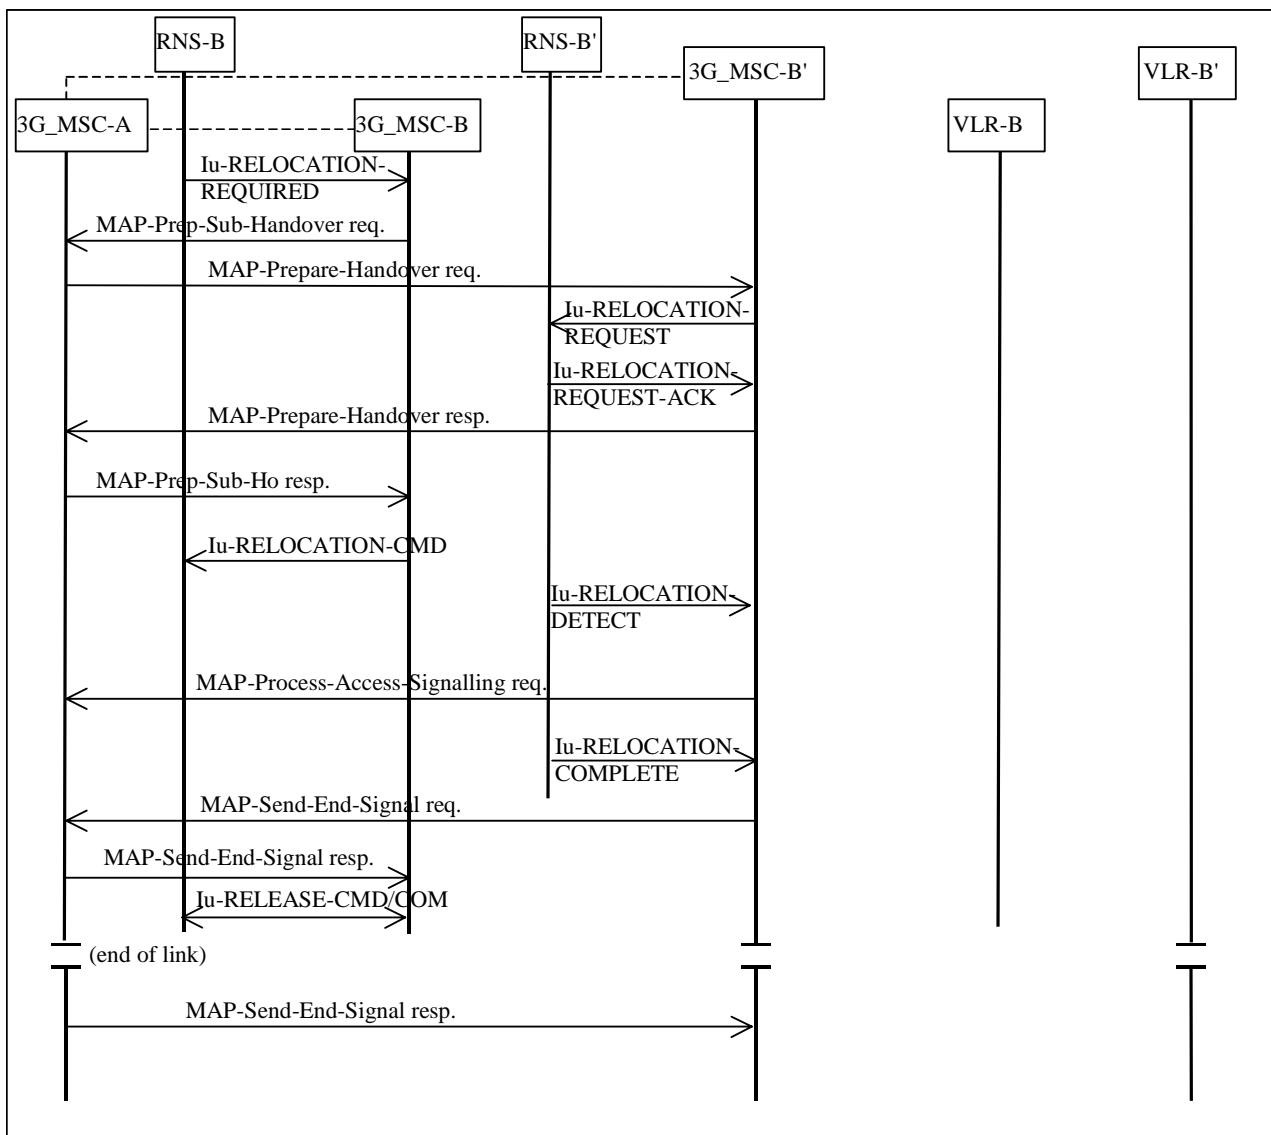 RNS-B
RNS-B'
3G_MSC-B'
VLR-B'
3G_MSC-A
3G_MSC-B
VLR-B
Iu-RELOCATION-
REQUIRED
MAP-Prep-Sub-Handover req.
MAP-Prepare-Handover req.
Iu-RELOCATION-
REQUEST
Iu-RELOCATION-
REQUEST-ACK
MAP-Prepare-Handover resp.
MAP-Prep-Sub-Ho resp.
Iu-RELOCATION-CMD
Iu-RELOCATION-
DETECT
MAP-Process-Access-Signalling req.
Iu-RELOCATION-
COMPLETE
MAP-Send-End-Signal req.
MAP-Send-End-Signal resp.
Iu-RELEASE-CMD/COM
(end of link)
MAP-Send-End-Signal resp.